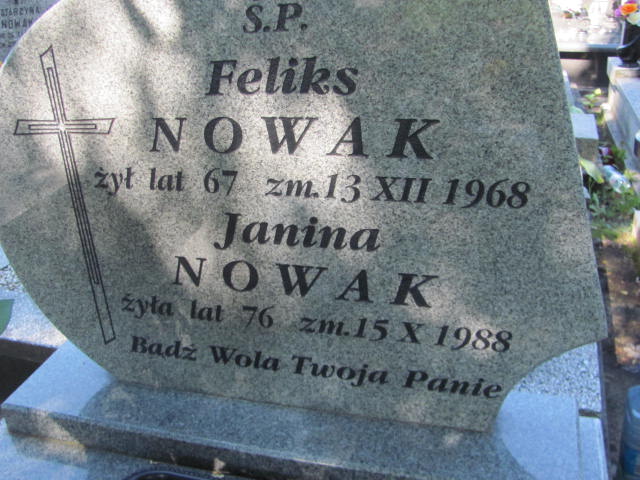 S.P.
Feliks
NOWAK
żył lat 67 zm.13 XII 1968
Janina
NOWAK
żyła lat 76 zm.15 X 1988
Bądź Wola Twoja Panie
NOWAK